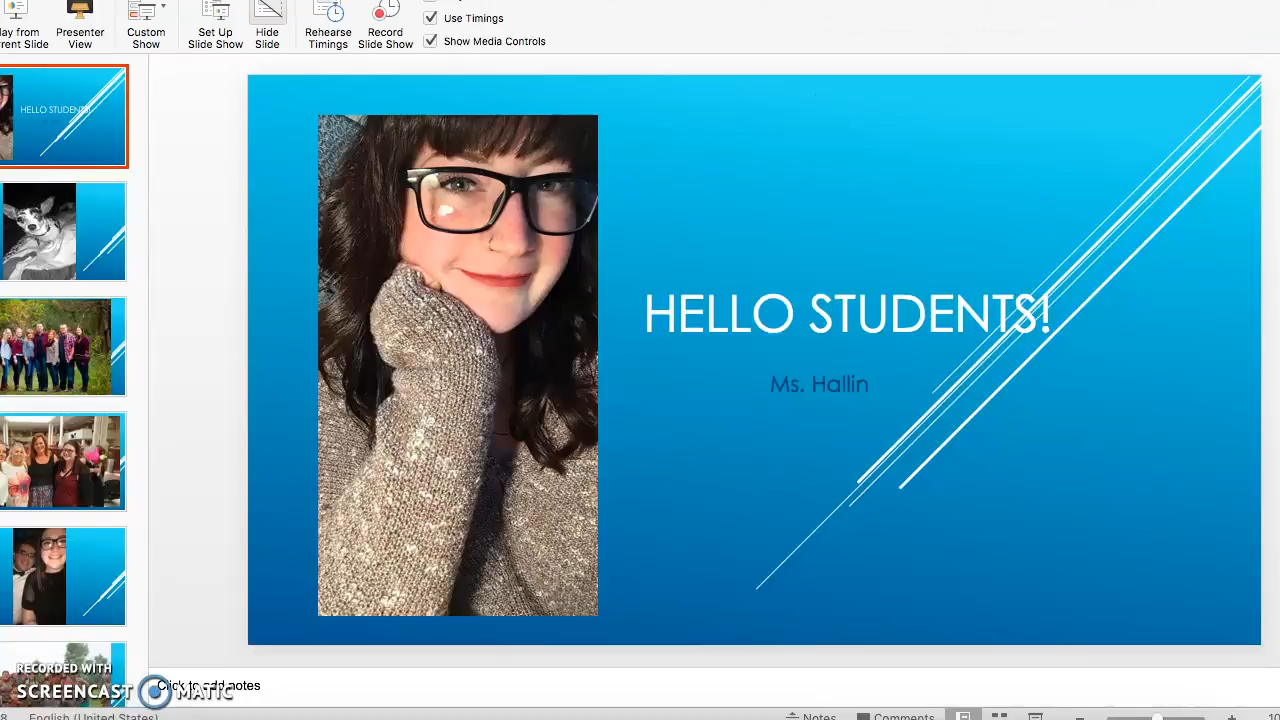 lay from
rrent Slide
Presenter
View
Custom
Show
Set Up
Slide Show
Hide
Slide
Rehearse
Timings
Record
Slide Show
Use Timings
Show Media Controls
HELLO STUDENTS!
HELLO STUDENTS!
Ms. Hallin
RECORDED WITH
SCREENCAST MATIC
Click to add notes
English (United States)
Notes
Comments